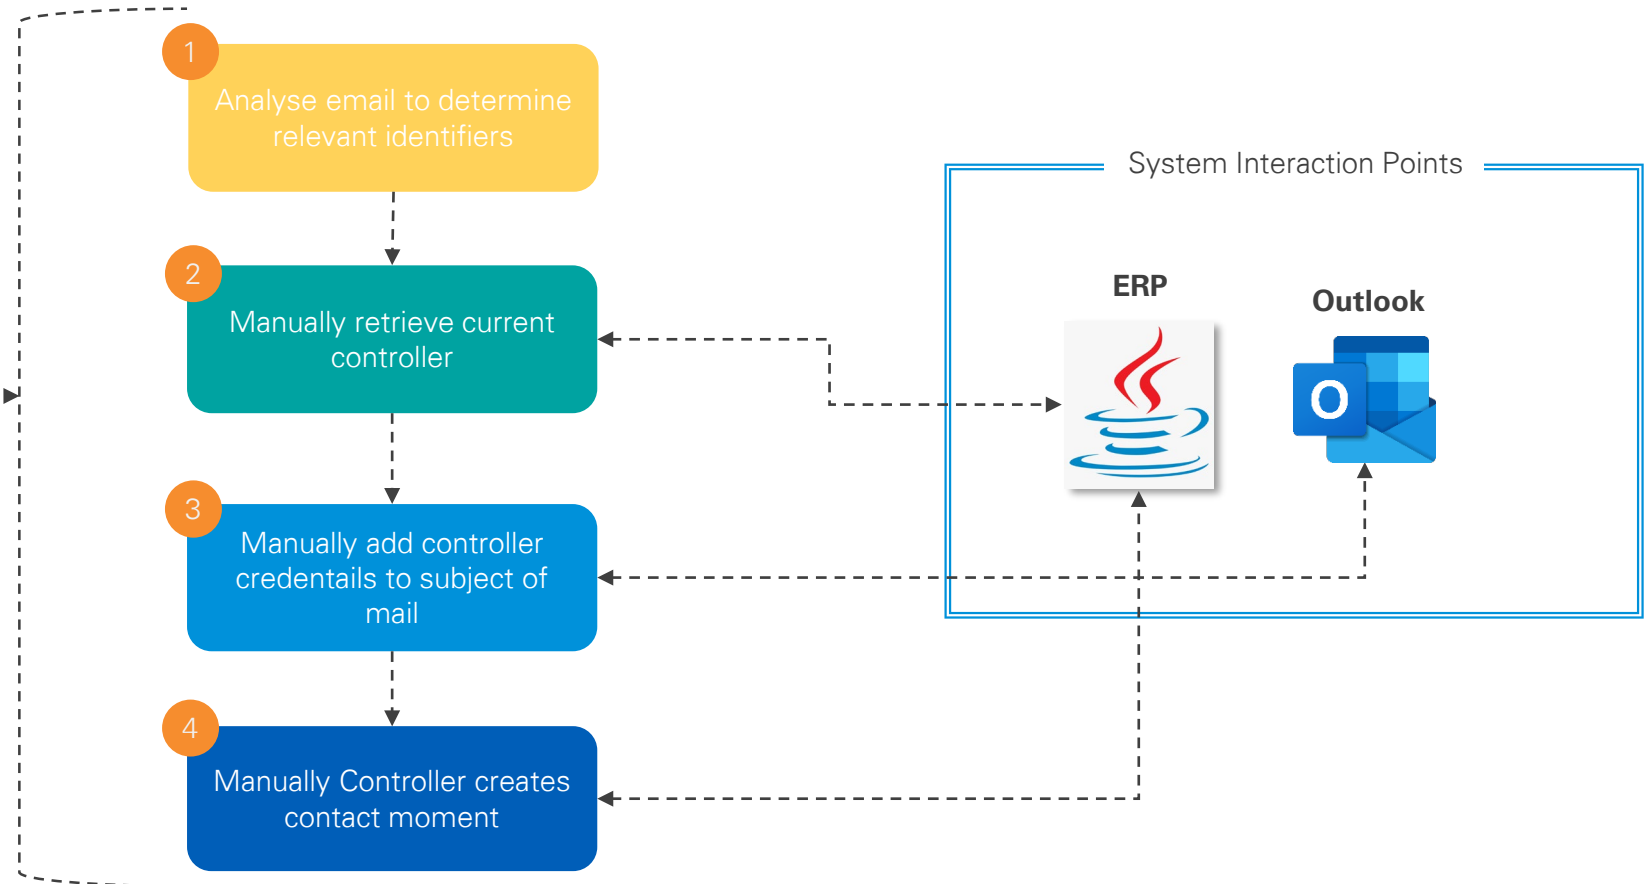 1
Analyse email to determine
relevant identifiers
System Interaction Points
2
Manually retrieve current
controller
ERP
Outlook
O
3
Manually add controller
credentails to subject of
mail
4
Manually Controller creates
contact moment